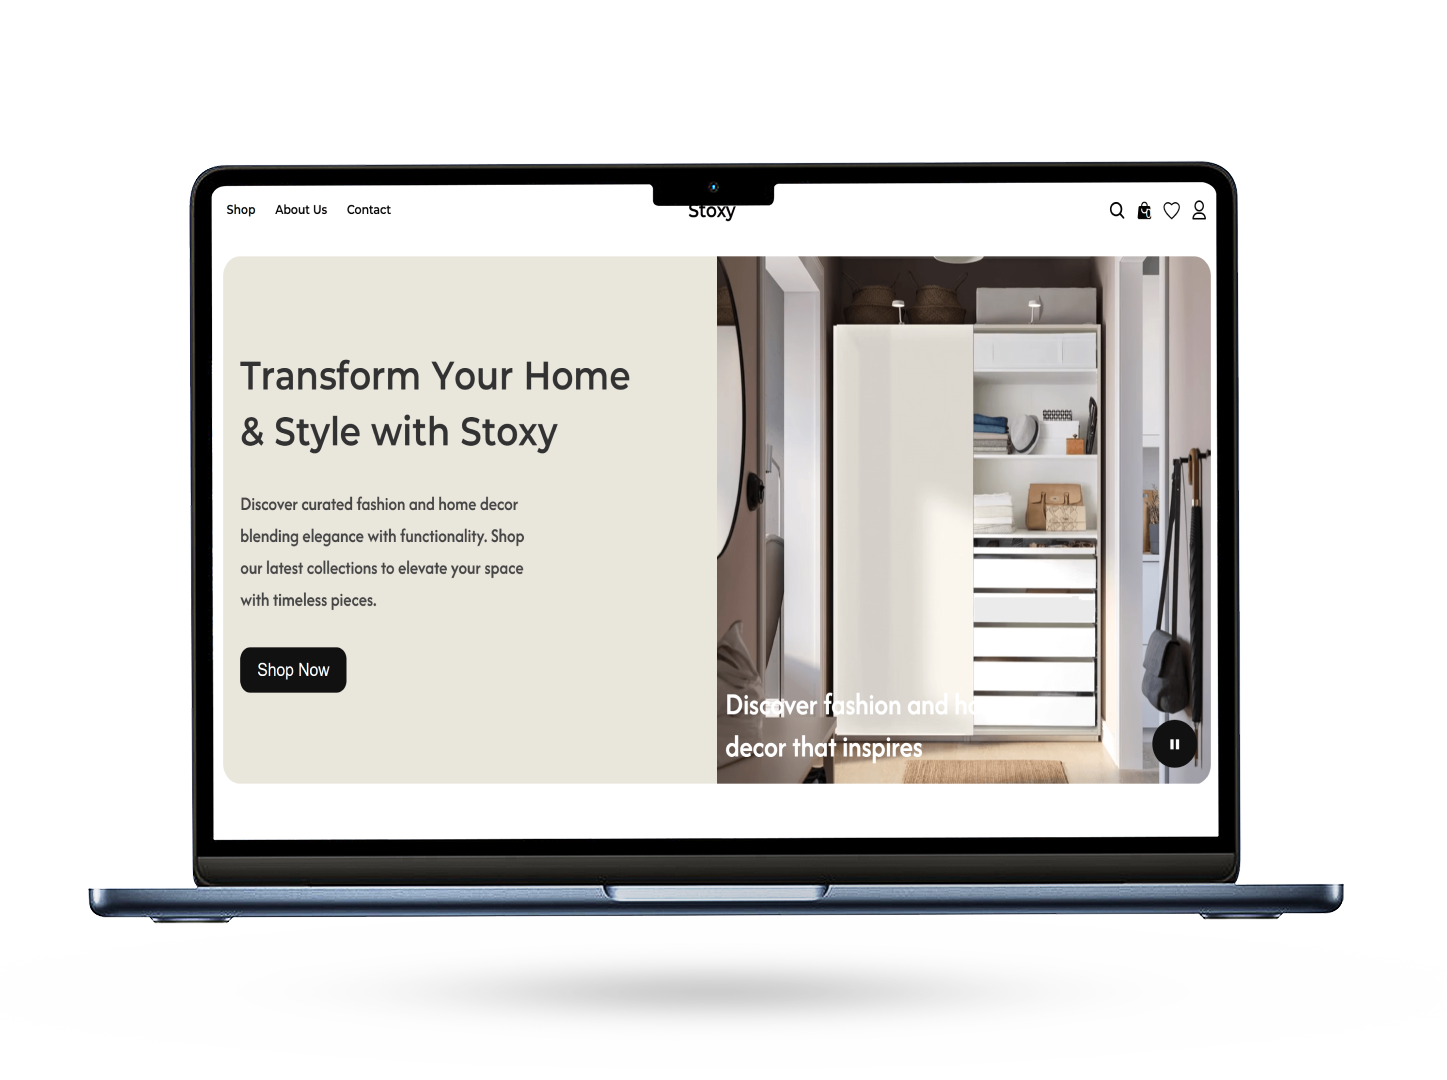 Shop About Us Contact Stoxy
Transform Your Home
& Style with Stoxy
Discover curated fashion and home decor
blending elegance with functionality. Shop
our latest collections to elevate your space
with timeless pieces.
Shop Now
Discover fashion and home
decor that inspires